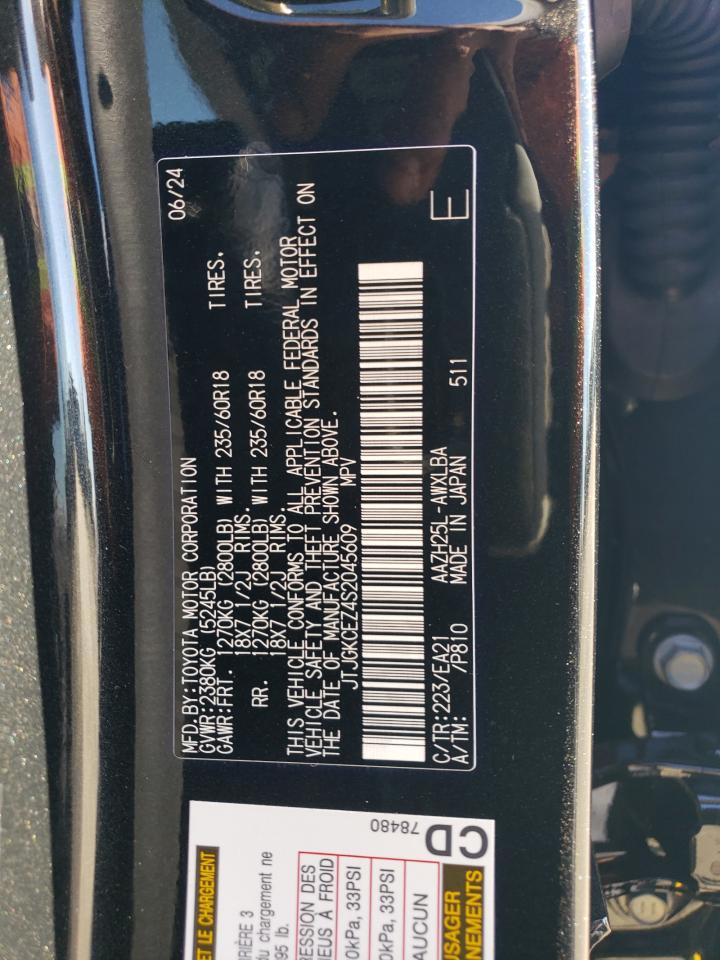 MFD.BY:TOYOTA MOTOR CORPORATION 06/24
GVWR:2380KG (5245LB)
GAWR:FRT. 1270KG (2800LB) WITH 235/60R18 TIRES.
18X7 1/2J RIMS.
RR. 1270KG (2800LB) WITH 235/60R18 TIRES.
18X7 1/2J RIMS.
THIS VEHICLE CONFORMS TO ALL APPLICABLE FEDERAL MOTOR
VEHICLE SAFETY AND THEFT PREVENTION STANDARDS IN EFFECT ON
THE DATE OF MANUFACTURE SHOWN ABOVE.
JTJGKCEZ4S2045609 MPV
C/TR:223/EA21 AAZH25L-AWXLBA
A/TM: /P810 MADE IN JAPAN 511
E
ET LE CHARGEMENT
RIÈRE 3
du chargement ne
95 lb.
RESSION DES
NEUS À FROID
0kPa, 33PSI
0kPa, 33PSI
AUCUN
USAGER
NEMENTS
CD
78480